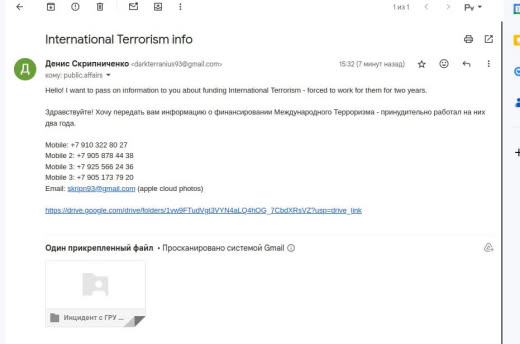 1 из 1
Ру
International Terrorism info
Денис Скрипниченко <darkterranius93@gmail.com>
15:32 (7 минут назад)
кому: public.affairs
Hello! I want to pass on information to you about funding International Terrorism - forced to work for them for two years.
Здравствуйте! Хочу передать вам информацию о финансировании Международного Терроризма - принудительно работал на них
два года.
Mobile: +7 910 322 80 27
Mobile 2: +7 905 878 44 38
Mobile 3: +7 925 566 24 36
Mobile 3: +7 905 173 79 20
Email: skripn93@gmail.com (apple cloud photos)
https://drive.google.com/drive/folders/1vw9FTudVgt3VYN4aLQ4hOG_7CbdXRsVZ?usp=drive_link
Один прикрепленный файл • Просканировано системой Gmail
Инцидент с ГРУ ...
Д